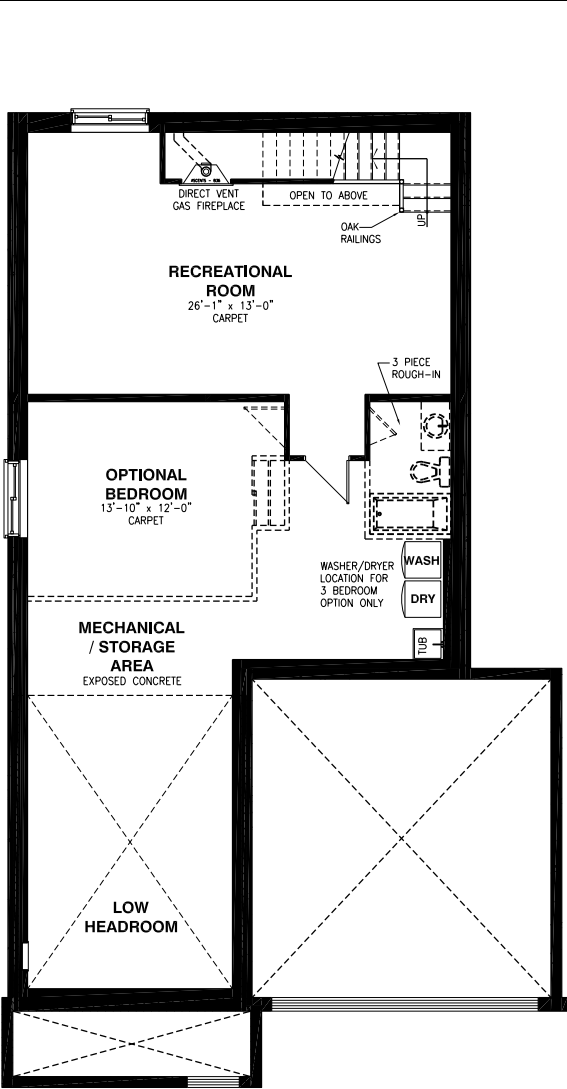 DIRECT VENT
GAS FIREPLACE
OPEN TO ABOVE
OAK
RAILINGS
UP
RECREATIONAL
ROOM
26'-1" x 13'-0"
CARPET
3 PIECE
ROUGH-IN
OPTIONAL
BEDROOM
13'-10" x 12'-0"
CARPET
WASHER/DRYER
LOCATION FOR
3 BEDROOM
OPTION ONLY
WASH
DRY
TUB
MECHANICAL
/ STORAGE
AREA
EXPOSED CONCRETE
LOW
HEADROOM